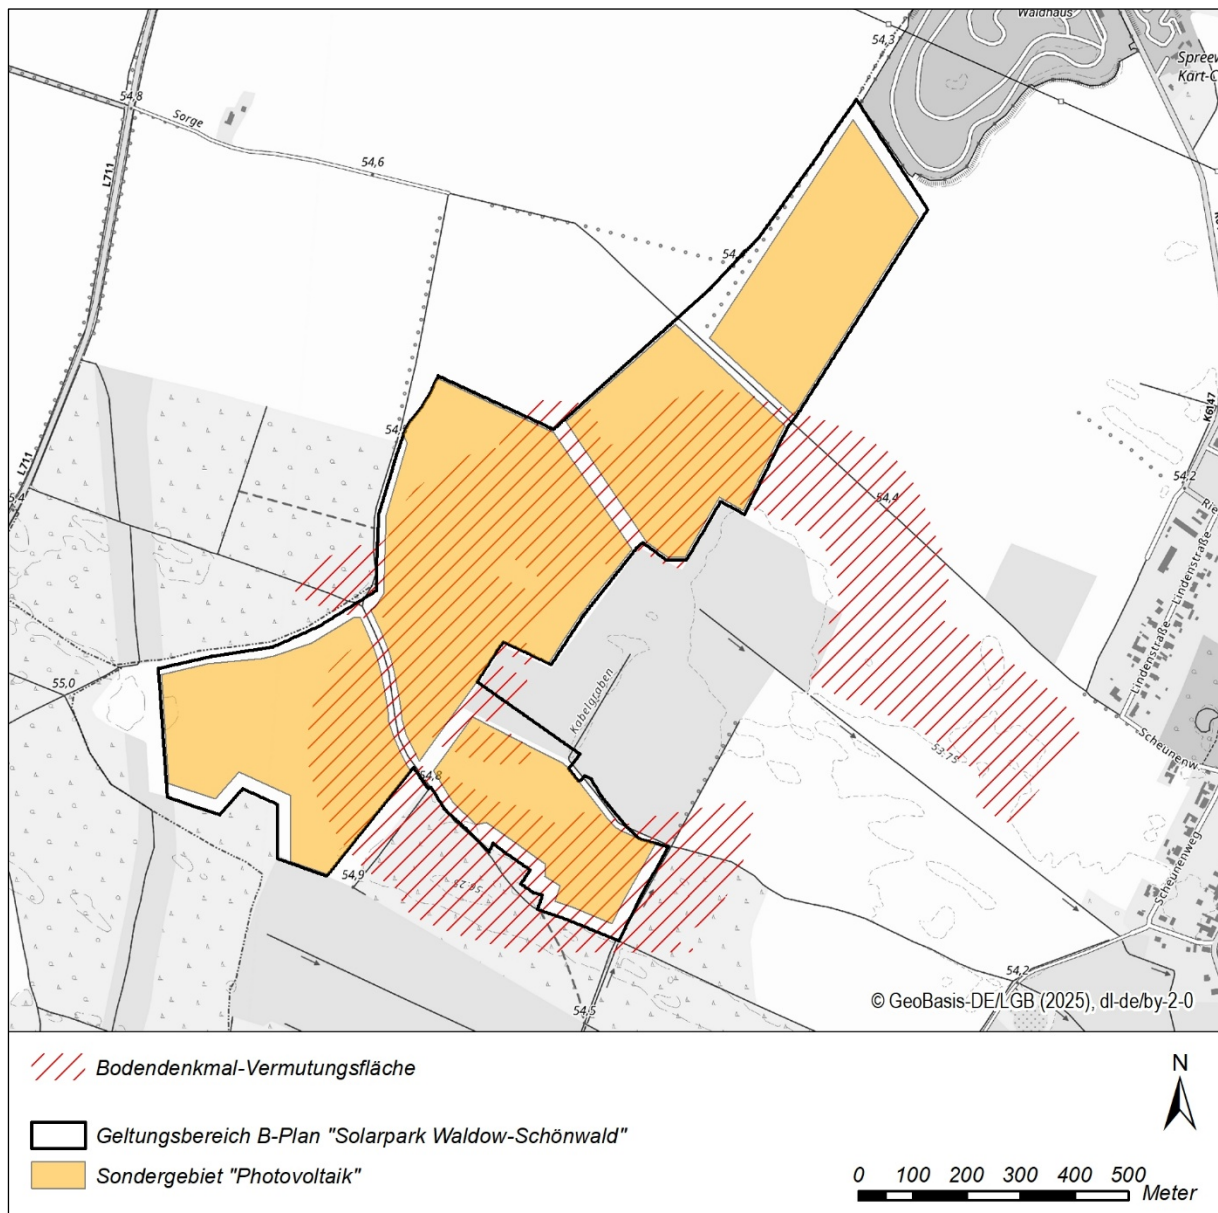 Waldhaus
54,3
Kart-C
54,8
Sorge
54,6
L711
K6147
54,2
54,4
L711
Lindenstraße
Lindenstraße
55,0
Kabelgraben
53,75
Scheunenw.
54,8
54,9
Scheunenweg
54,2
54,5
© GeoBasis-DE/LGB (2025), dl-de/by-2-0
Bodendenkmal-Vermutungsfläche
N
Geltungsbereich B-Plan "Solarpark Waldow-Schönwald"
Sondergebiet "Photovoltaik"
0 100 200 300 400 500
Meter